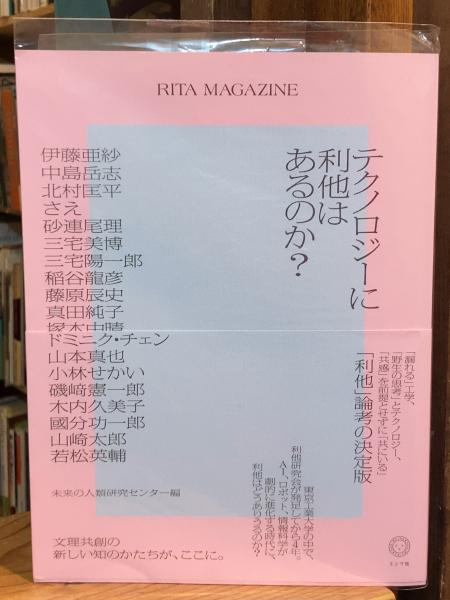 RITA MAGAZINE
テクノロジーに
利他は
あるのか?
伊藤亜紗
中島岳志
北村匡平
さえ
砂連尾理
三宅美博
三宅陽一郎
稲谷龍彦
藤原辰史
真田純子
塚本由晴
ドミニク・チェン
山本真也
小林せかい
磯﨑憲一郎
木内久美子
國分功一郎
山崎太郎
若松英輔
未来の人類研究センター編
「漏れる」工学、
「野生の思考」とテクノロジー、
「共感」を前提とせずに「共にいる」
「利他」論考の決定版
東京工業大学の中で、
利他研究会が発足してから4年。
AI、ロボット、情報科学が
劇的に進化する時代に、
利他はどうありうるのか?
文理共創の
新しい知のかたちが、ここに。
ミシマ社